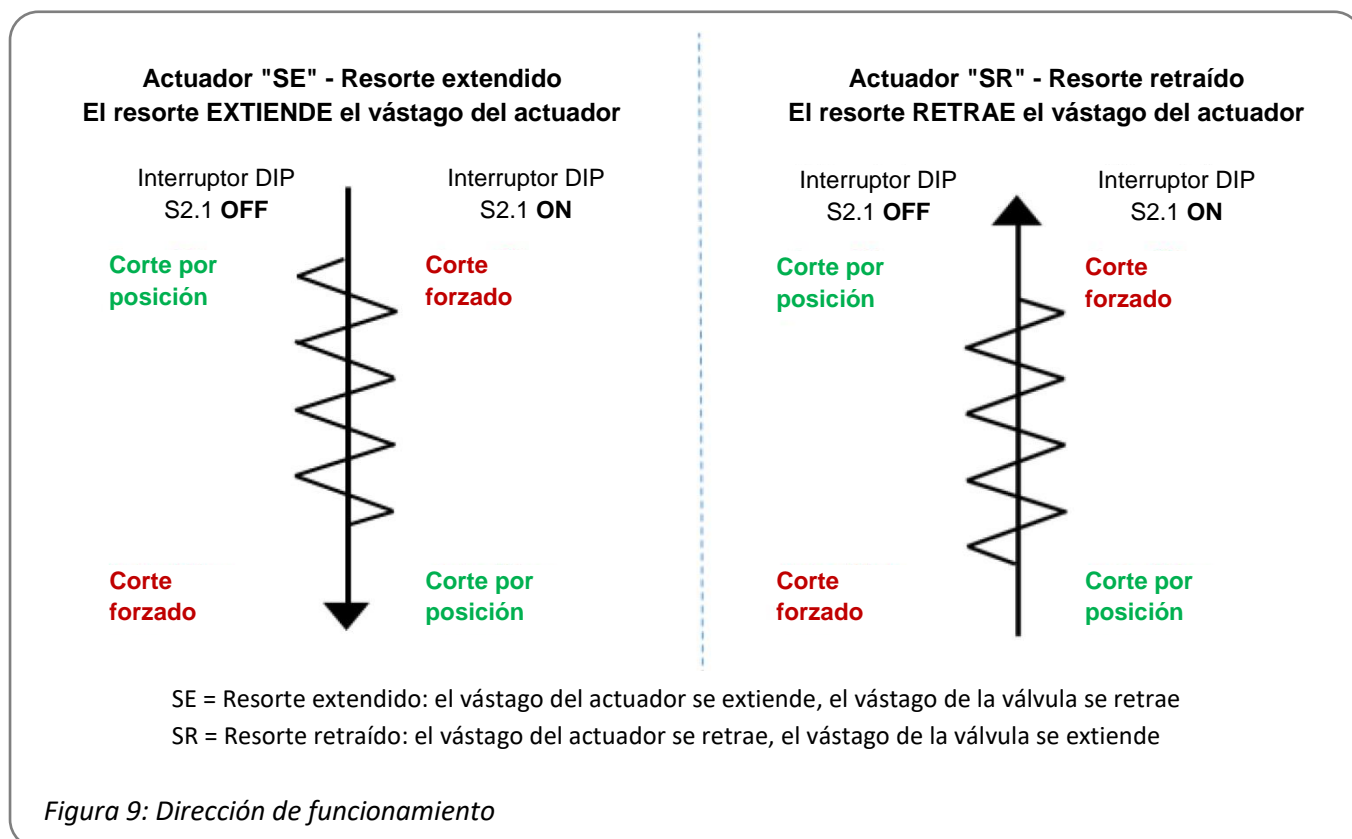 Actuador "SE" - Resorte extendido
El resorte EXTIENDE el vástago del actuador
Interruptor DIP
S2.1 OFF
Interruptor DIP
S2.1 ON
Corte por
posición
Corte
forzado
Corte
forzado
Corte por
posición
Actuador "SR" - Resorte retraído
El resorte RETRAE el vástago del actuador
Interruptor DIP
S2.1 OFF
Interruptor DIP
S2.1 ON
Corte por
posición
Corte
forzado
Corte
forzado
Corte por
posición
SE = Resorte extendido: el vástago del actuador se extiende, el vástago de la válvula se retrae
SR = Resorte retraído: el vástago del actuador se retrae, el vástago de la válvula se extiende
Figura 9: Dirección de funcionamiento